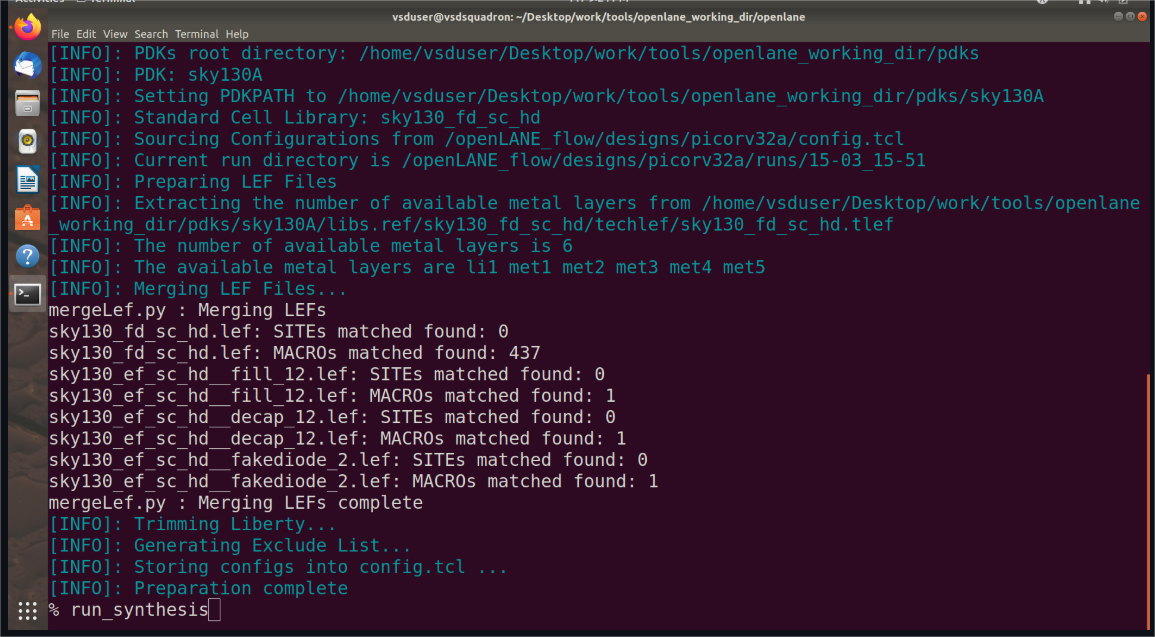 vsduser@vsdsquadron: ~/Desktop/work/tools/openlane_working_dir/openlane
File Edit View Search Terminal Help
[INFO]: PDKs root directory: /home/vsduser/Desktop/work/tools/openlane_working_dir/pdks
[INFO]: PDK: sky130A
[INFO]: Setting PDKPATH to /home/vsduser/Desktop/work/tools/openlane_working_dir/pdks/sky130A
[INFO]: Standard Cell Library: sky130_fd_sc_hd
[INFO]: Sourcing Configurations from /openLANE_flow/designs/picorv32a/config.tcl
[INFO]: Current run directory is /openLANE_flow/designs/picorv32a/runs/15-03_15-51
[INFO]: Preparing LEF Files
[INFO]: Extracting the number of available metal layers from /home/vsduser/Desktop/work/tools/openlane
_working_dir/pdks/sky130A/libs.ref/sky130_fd_sc_hd/techlef/sky130_fd_sc_hd.tlef
[INFO]: The number of available metal layers is 6
[INFO]: The available metal layers are li1 met1 met2 met3 met4 met5
[INFO]: Merging LEF Files...
mergeLef.py : Merging LEFs
sky130_fd_sc_hd.lef: SITEs matched found: 0
sky130_fd_sc_hd.lef: MACROs matched found: 437
sky130_ef_sc_hd__fill_12.lef: SITEs matched found: 0
sky130_ef_sc_hd__fill_12.lef: MACROs matched found: 1
sky130_ef_sc_hd__decap_12.lef: SITEs matched found: 0
sky130_ef_sc_hd__decap_12.lef: MACROs matched found: 1
sky130_ef_sc_hd__fakediode_2.lef: SITEs matched found: 0
sky130_ef_sc_hd__fakediode_2.lef: MACROs matched found: 1
mergeLef.py : Merging LEFs complete
[INFO]: Trimming Liberty...
[INFO]: Generating Exclude List...
[INFO]: Storing configs into config.tcl ...
[INFO]: Preparation complete
% run_synthesis